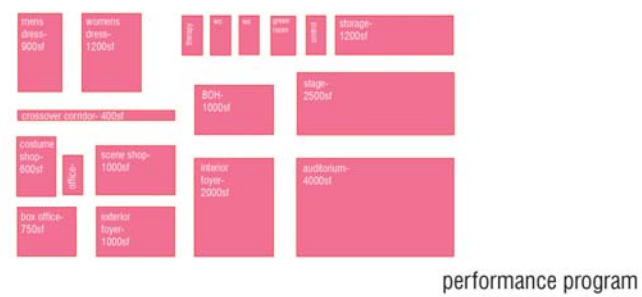 mens
dress-
900sf
womens
dress-
1200sf
therapy
wc
wc
green
room
control
storage-
1200sf
BOH-
1000sf
stage-
2500sf
crossover corridor- 400sf
costume
shop-
600sf
office-
scene shop-
1000sf
interior
foyer-
2000sf
auditorium-
4000sf
box office-
750sf
exterior
foyer-
1000sf
performance program